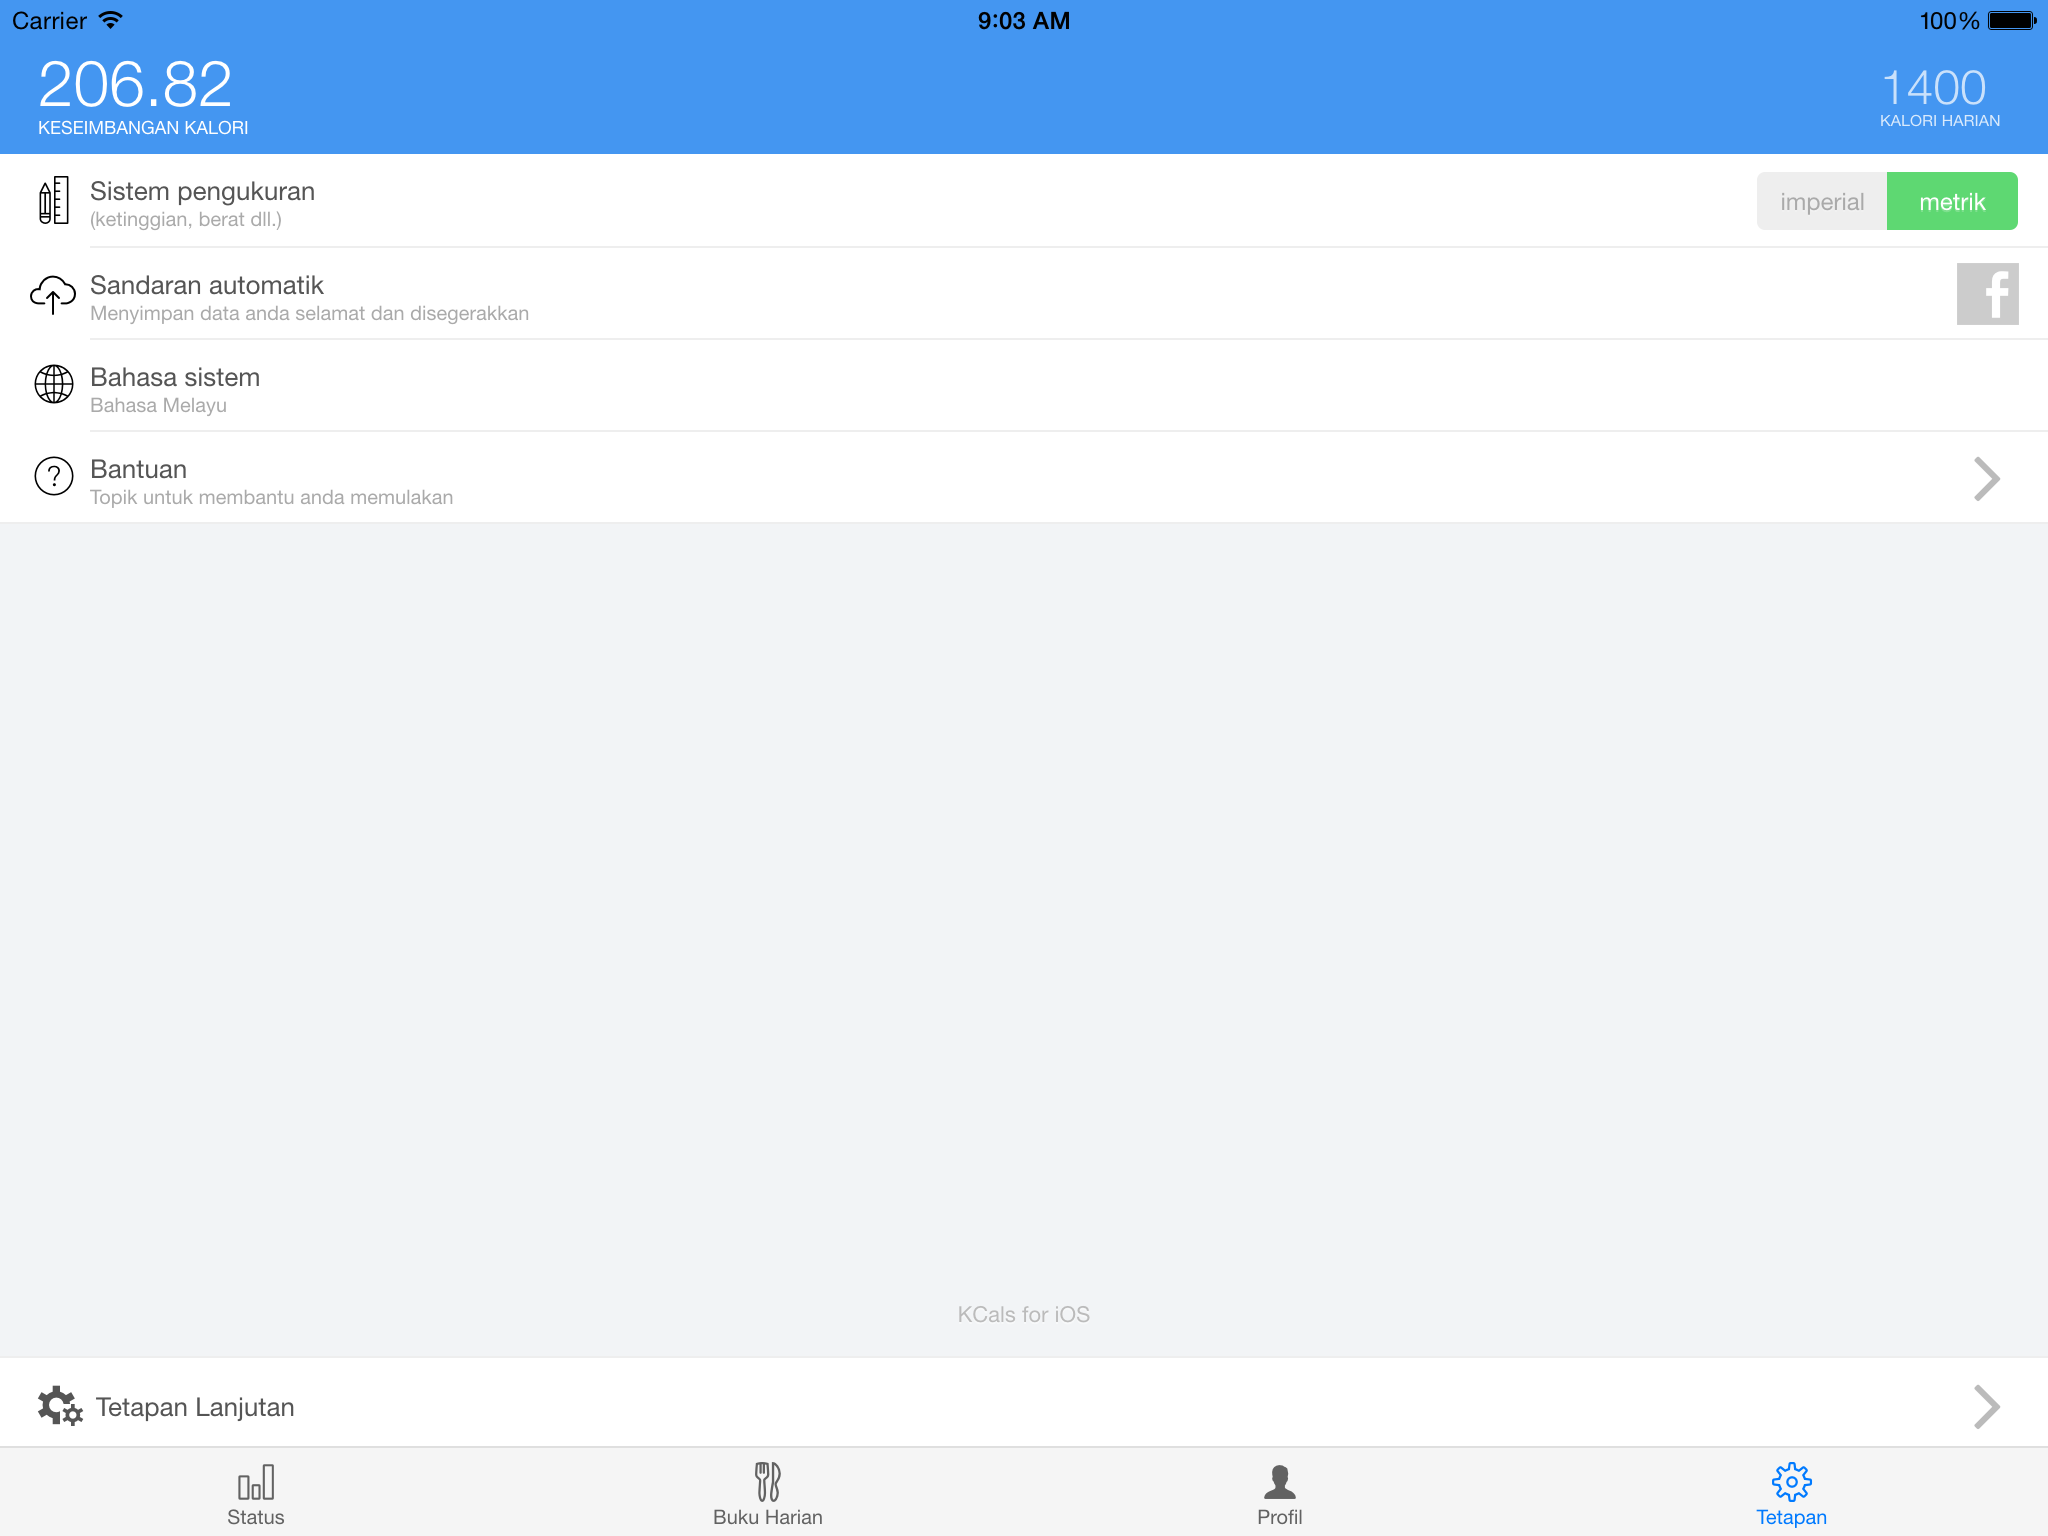 Carrier
9:03 AM
100%
206.82
KESEIMBANGAN KALORI
1400
KALORI HARIAN
Sistem pengukuran
(ketinggian, berat dll.)
imperial
metrik
Sandaran automatik
Menyimpan data anda selamat dan disegerakkan
f
Bahasa sistem
Bahasa Melayu
?
Bantuan
Topik untuk membantu anda memulakan
KCals for iOS
Tetapan Lanjutan
Status
Buku Harian
Profil
Tetapan